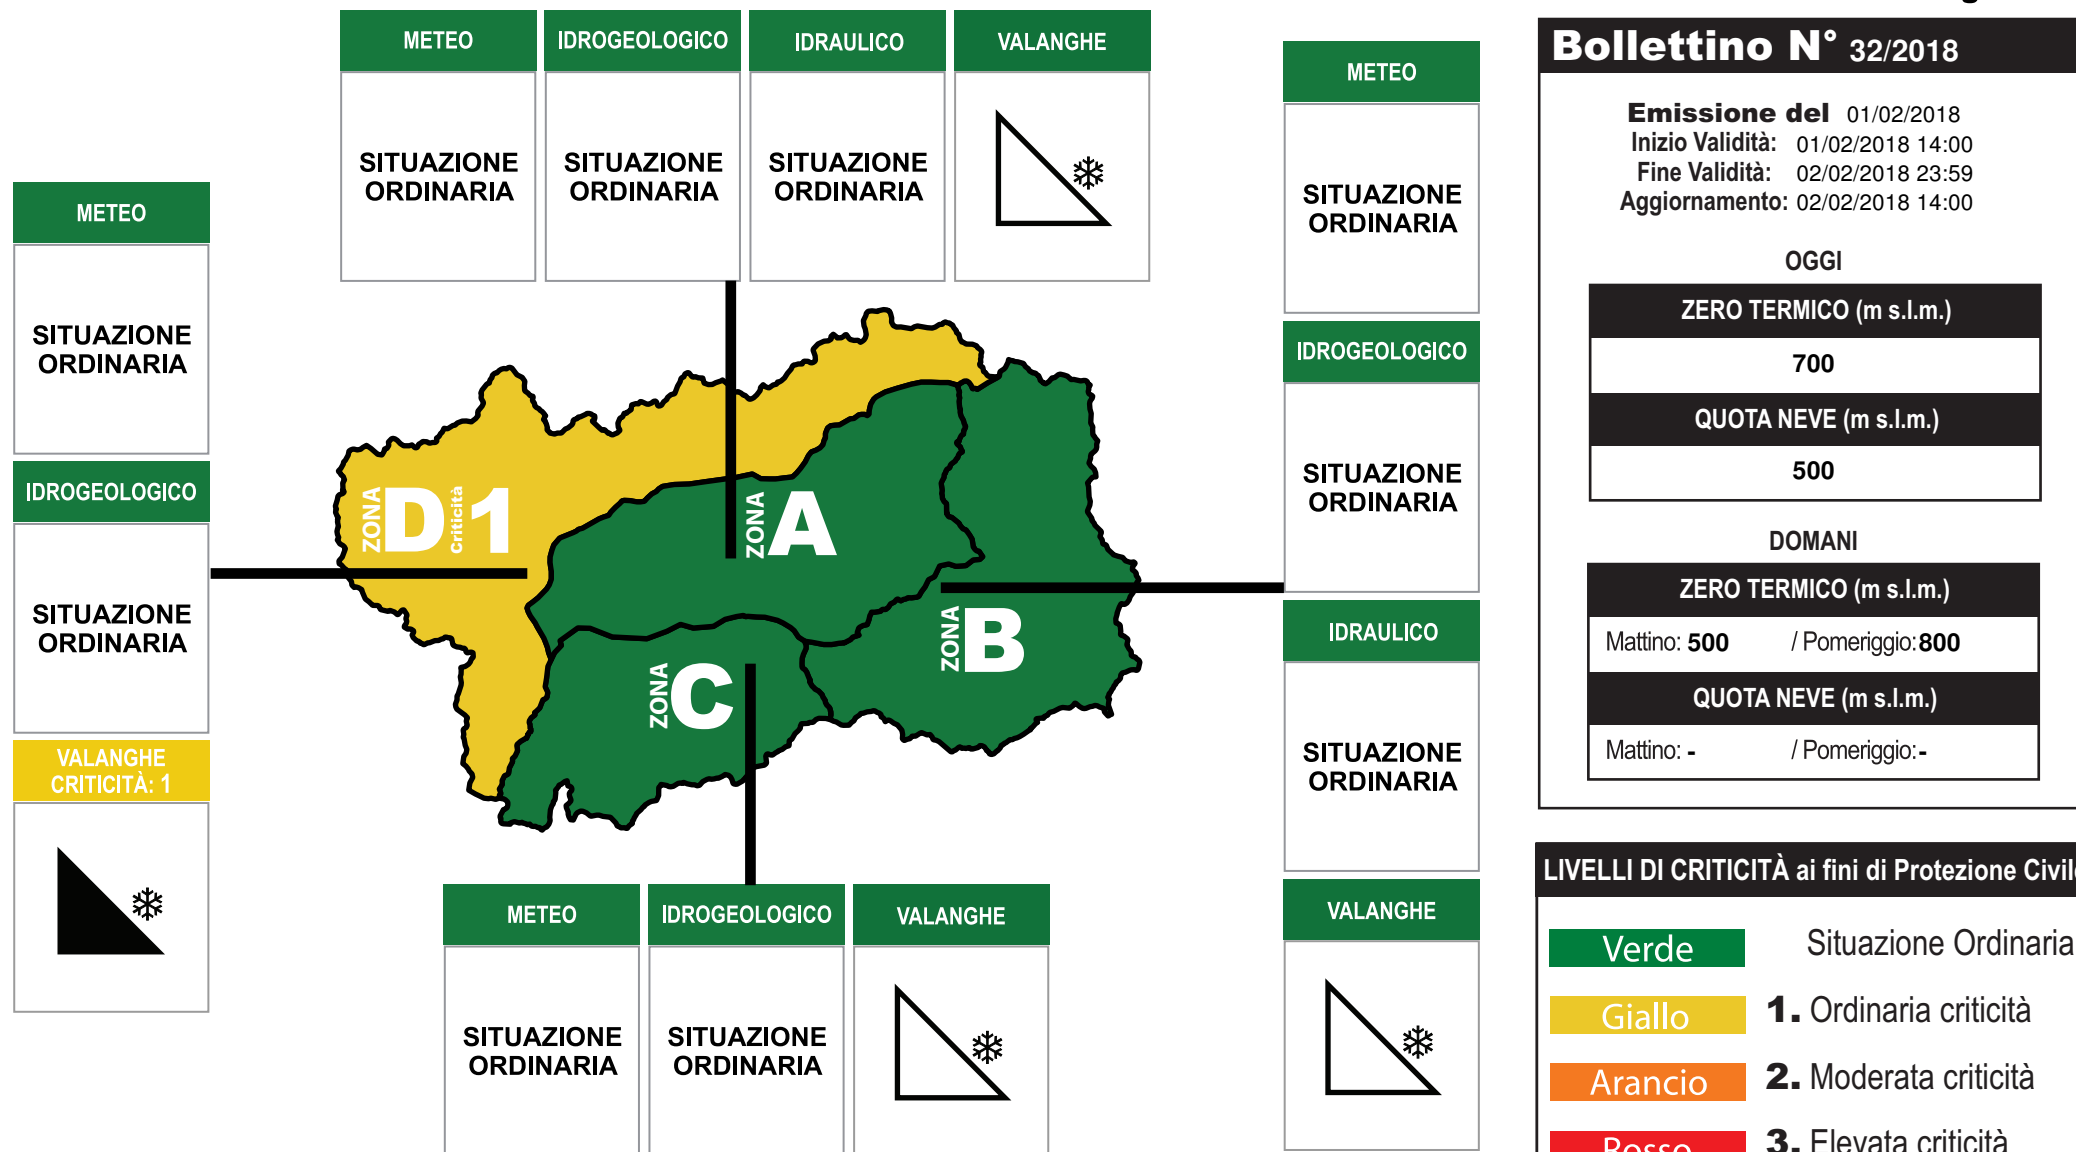 METEO
IDROGEOLOGICO
IDRAULICO
VALANGHE
SITUAZIONE
ORDINARIA
SITUAZIONE
ORDINARIA
SITUAZIONE
ORDINARIA
METEO
SITUAZIONE
ORDINARIA
IDROGEOLOGICO
SITUAZIONE
ORDINARIA
VALANGHE
CRITICITÀ: 1
ZONA D Criticità 1
ZONA A
ZONA B
ZONA C
METEO
IDROGEOLOGICO
VALANGHE
SITUAZIONE
ORDINARIA
SITUAZIONE
ORDINARIA
METEO
SITUAZIONE
ORDINARIA
IDROGEOLOGICO
SITUAZIONE
ORDINARIA
IDRAULICO
SITUAZIONE
ORDINARIA
VALANGHE
Bollettino N° 32/2018
Emissione del 01/02/2018
Inizio Validità: 01/02/2018 14:00
Fine Validità: 02/02/2018 23:59
Aggiornamento: 02/02/2018 14:00
OGGI
ZERO TERMICO (m s.l.m.)
700
QUOTA NEVE (m s.l.m.)
500
DOMANI
ZERO TERMICO (m s.l.m.)
Mattino: 500 / Pomeriggio: 800
QUOTA NEVE (m s.l.m.)
Mattino: - / Pomeriggio: -
LIVELLI DI CRITICITÀ ai fini di Protezione Civile
Verde Situazione Ordinaria
Giallo 1. Ordinaria criticità
Arancio 2. Moderata criticità
Rosso 3. Elevata criticità